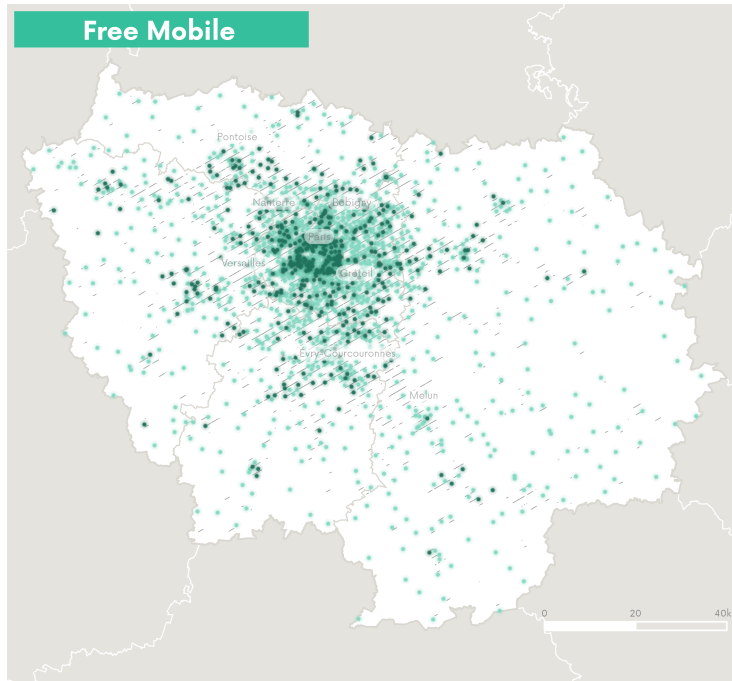 Free Mobile
Pontoise
Nanterre
Bobigny
Paris
Versailles
Créteil
Évry-Courcouronnes
Melun
0 20 40k